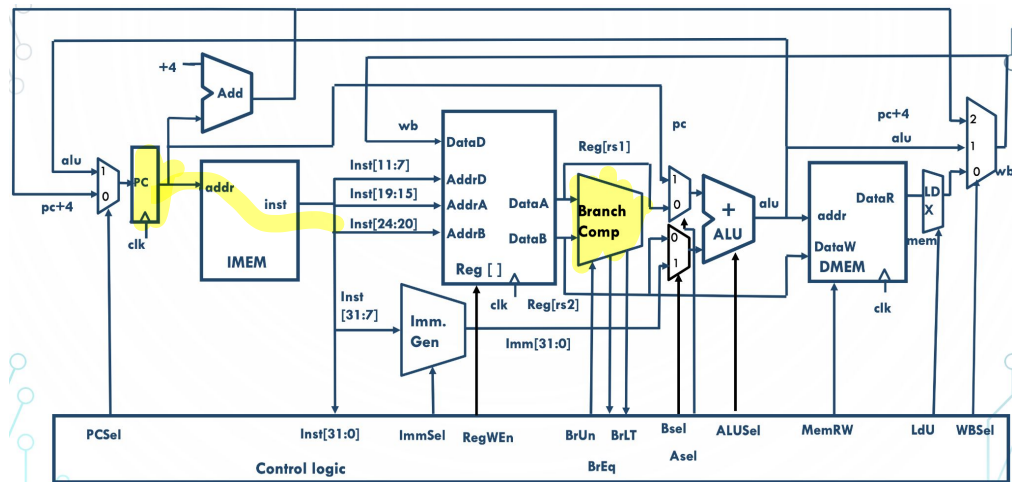 +4
Add
pc
pc+4
2
alu
1
wb
0
wb
DataD
Reg[rs1]
alu
1
0
pc+4
PC
clk
addr
inst
IMEM
Inst[11:7]
AddrD
Inst[19:15]
AddrA
Inst[24:20]
AddrB
DataA
DataB
Reg [ ]
clk
Reg[rs2]
Branch
Comp
1
0
0
1
+
ALU
alu
addr
DataR
DataW
DMEM
clk
LD
X
mem
Inst
[31:7]
Imm.
Gen
Imm[31:0]
PCSel
Inst[31:0]
ImmSel
RegWEn
BrUn
BrLT
Bsel
ALUSel
MemRW
LdU
WBSel
Asel
BrEq
Control logic